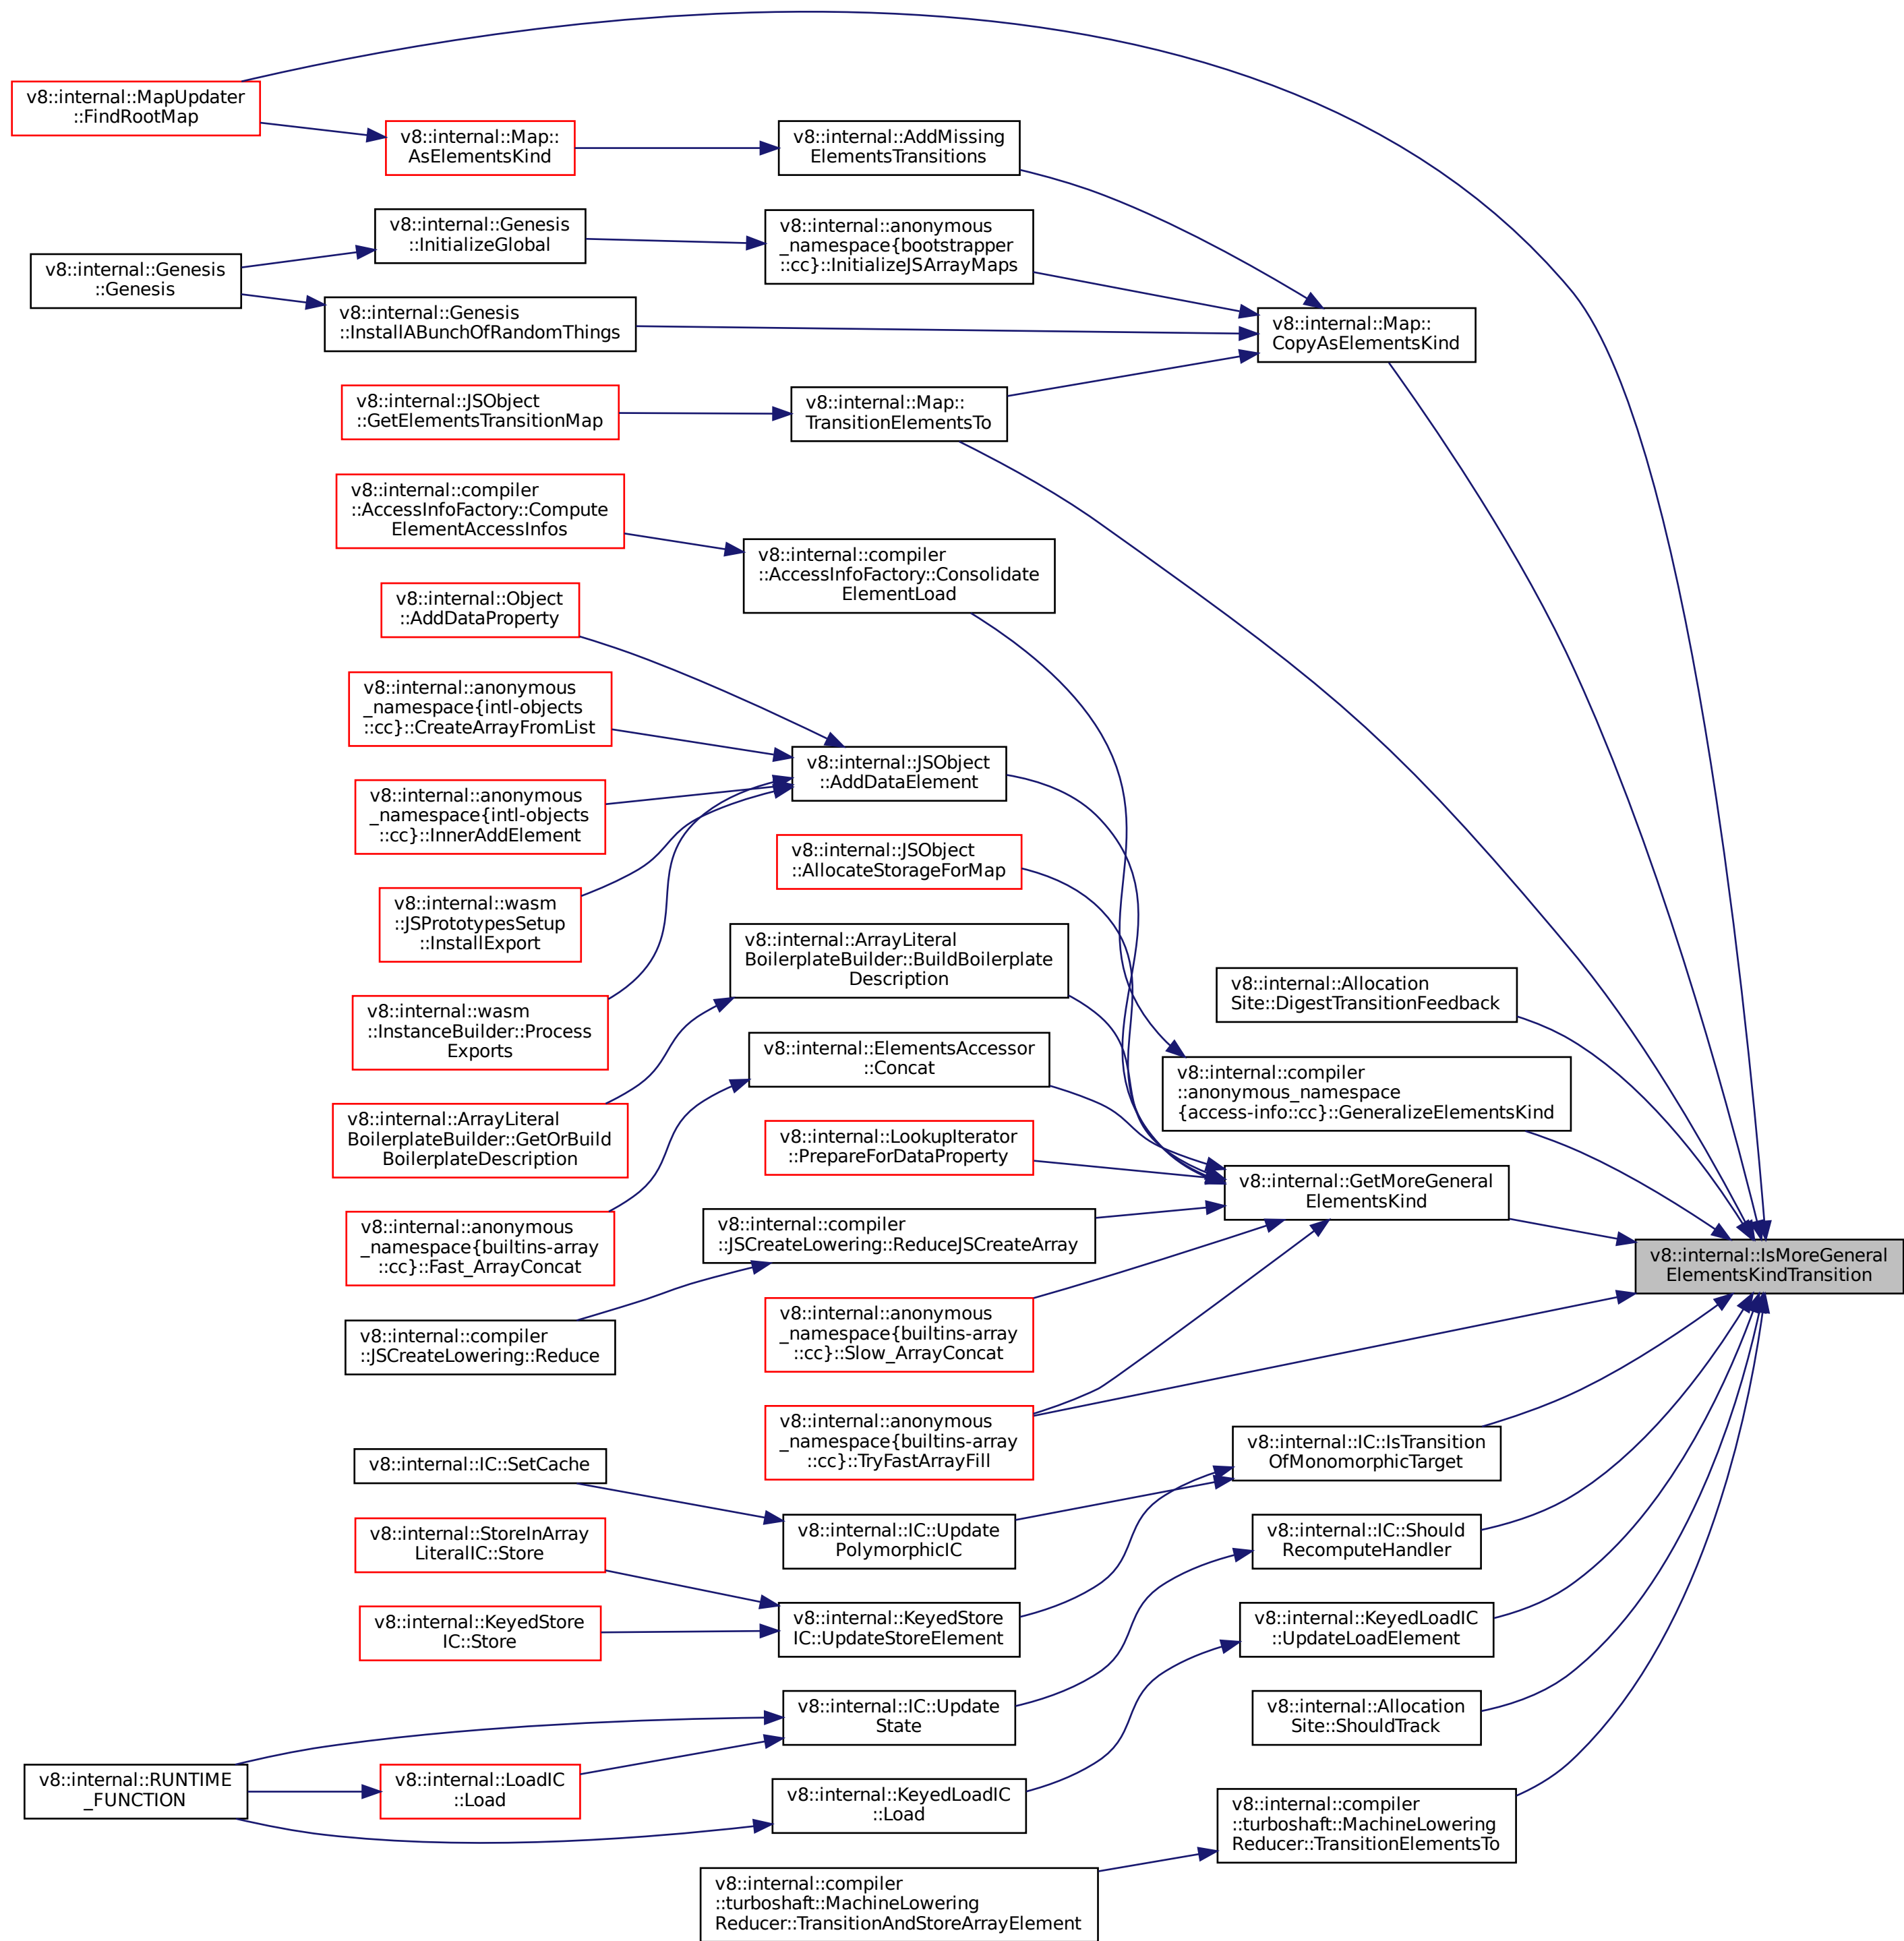 v8::internal::MapUpdater
::FindRootMap
v8::internal::Map::
AsElementsKind
v8::internal::AddMissing
ElementsTransitions
v8::internal::Genesis
::Genesis
v8::internal::Genesis
::InitializeGlobal
v8::internal::anonymous
_namespace{bootstrapper
::cc}::InitializeJSArrayMaps
v8::internal::Genesis
::InstallABunchOfRandomThings
v8::internal::Map::
CopyAsElementsKind
v8::internal::JSObject
::GetElementsTransitionMap
v8::internal::Map::
TransitionElementsTo
v8::internal::compiler
::AccessInfoFactory::Compute
ElementAccessInfos
v8::internal::compiler
::AccessInfoFactory::Consolidate
ElementLoad
v8::internal::Object
::AddDataProperty
v8::internal::anonymous
_namespace{intl-objects
::cc}::CreateArrayFromList
v8::internal::JSObject
::AddDataElement
v8::internal::anonymous
_namespace{intl-objects
::cc}::InnerAddElement
v8::internal::JSObject
::AllocateStorageForMap
v8::internal::wasm
::JSPrototypesSetup
::InstallExport
v8::internal::ArrayLiteral
BoilerplateBuilder::BuildBoilerplate
Description
v8::internal::Allocation
Site::DigestTransitionFeedback
v8::internal::wasm
::InstanceBuilder::Process
Exports
v8::internal::ElementsAccessor
::Concat
v8::internal::compiler
::anonymous_namespace
{access-info::cc}::GeneralizeElementsKind
v8::internal::ArrayLiteral
BoilerplateBuilder::GetOrBuild
BoilerplateDescription
v8::internal::LookupIterator
::PrepareForDataProperty
v8::internal::GetMoreGeneral
ElementsKind
v8::internal::anonymous
_namespace{builtins-array
::cc}::Fast_ArrayConcat
v8::internal::compiler
::JSCreateLowering::ReduceJSCreateArray
v8::internal::IsMoreGeneral
ElementsKindTransition
v8::internal::compiler
::JSCreateLowering::Reduce
v8::internal::anonymous
_namespace{builtins-array
::cc}::Slow_ArrayConcat
v8::internal::anonymous
_namespace{builtins-array
::cc}::TryFastArrayFill
v8::internal::IC::IsTransition
OfMonomorphicTarget
v8::internal::IC::SetCache
v8::internal::StoreInArray
LiteralIC::Store
v8::internal::IC::Update
PolymorphicIC
v8::internal::IC::Should
RecomputeHandler
v8::internal::KeyedStore
IC::Store
v8::internal::KeyedStore
IC::UpdateStoreElement
v8::internal::KeyedLoadIC
::UpdateLoadElement
v8::internal::IC::Update
State
v8::internal::Allocation
Site::ShouldTrack
v8::internal::RUNTIME
_FUNCTION
v8::internal::LoadIC
::Load
v8::internal::KeyedLoadIC
::Load
v8::internal::compiler
::turboshaft::MachineLowering
Reducer::TransitionElementsTo
v8::internal::compiler
::turboshaft::MachineLowering
Reducer::TransitionAndStoreArrayElement